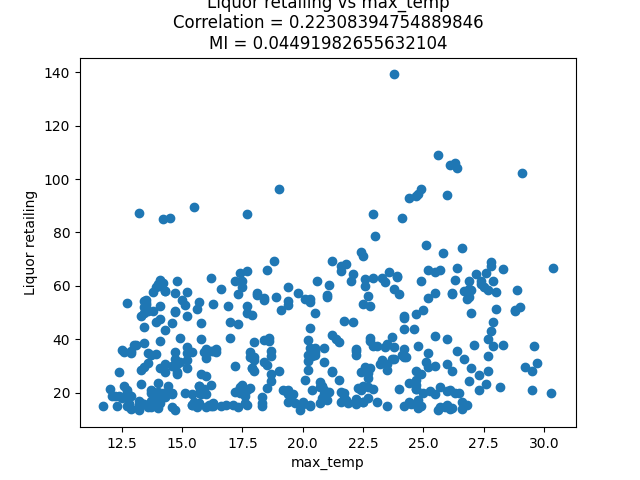 Liquor retailing vs max_temp
Correlation = 0.22308394754889846
MI = 0.04491982655632104
140
120
100
80
60
40
20
Liquor retailing
12.5 15.0 17.5 20.0 22.5 25.0 27.5 30.0
max_temp